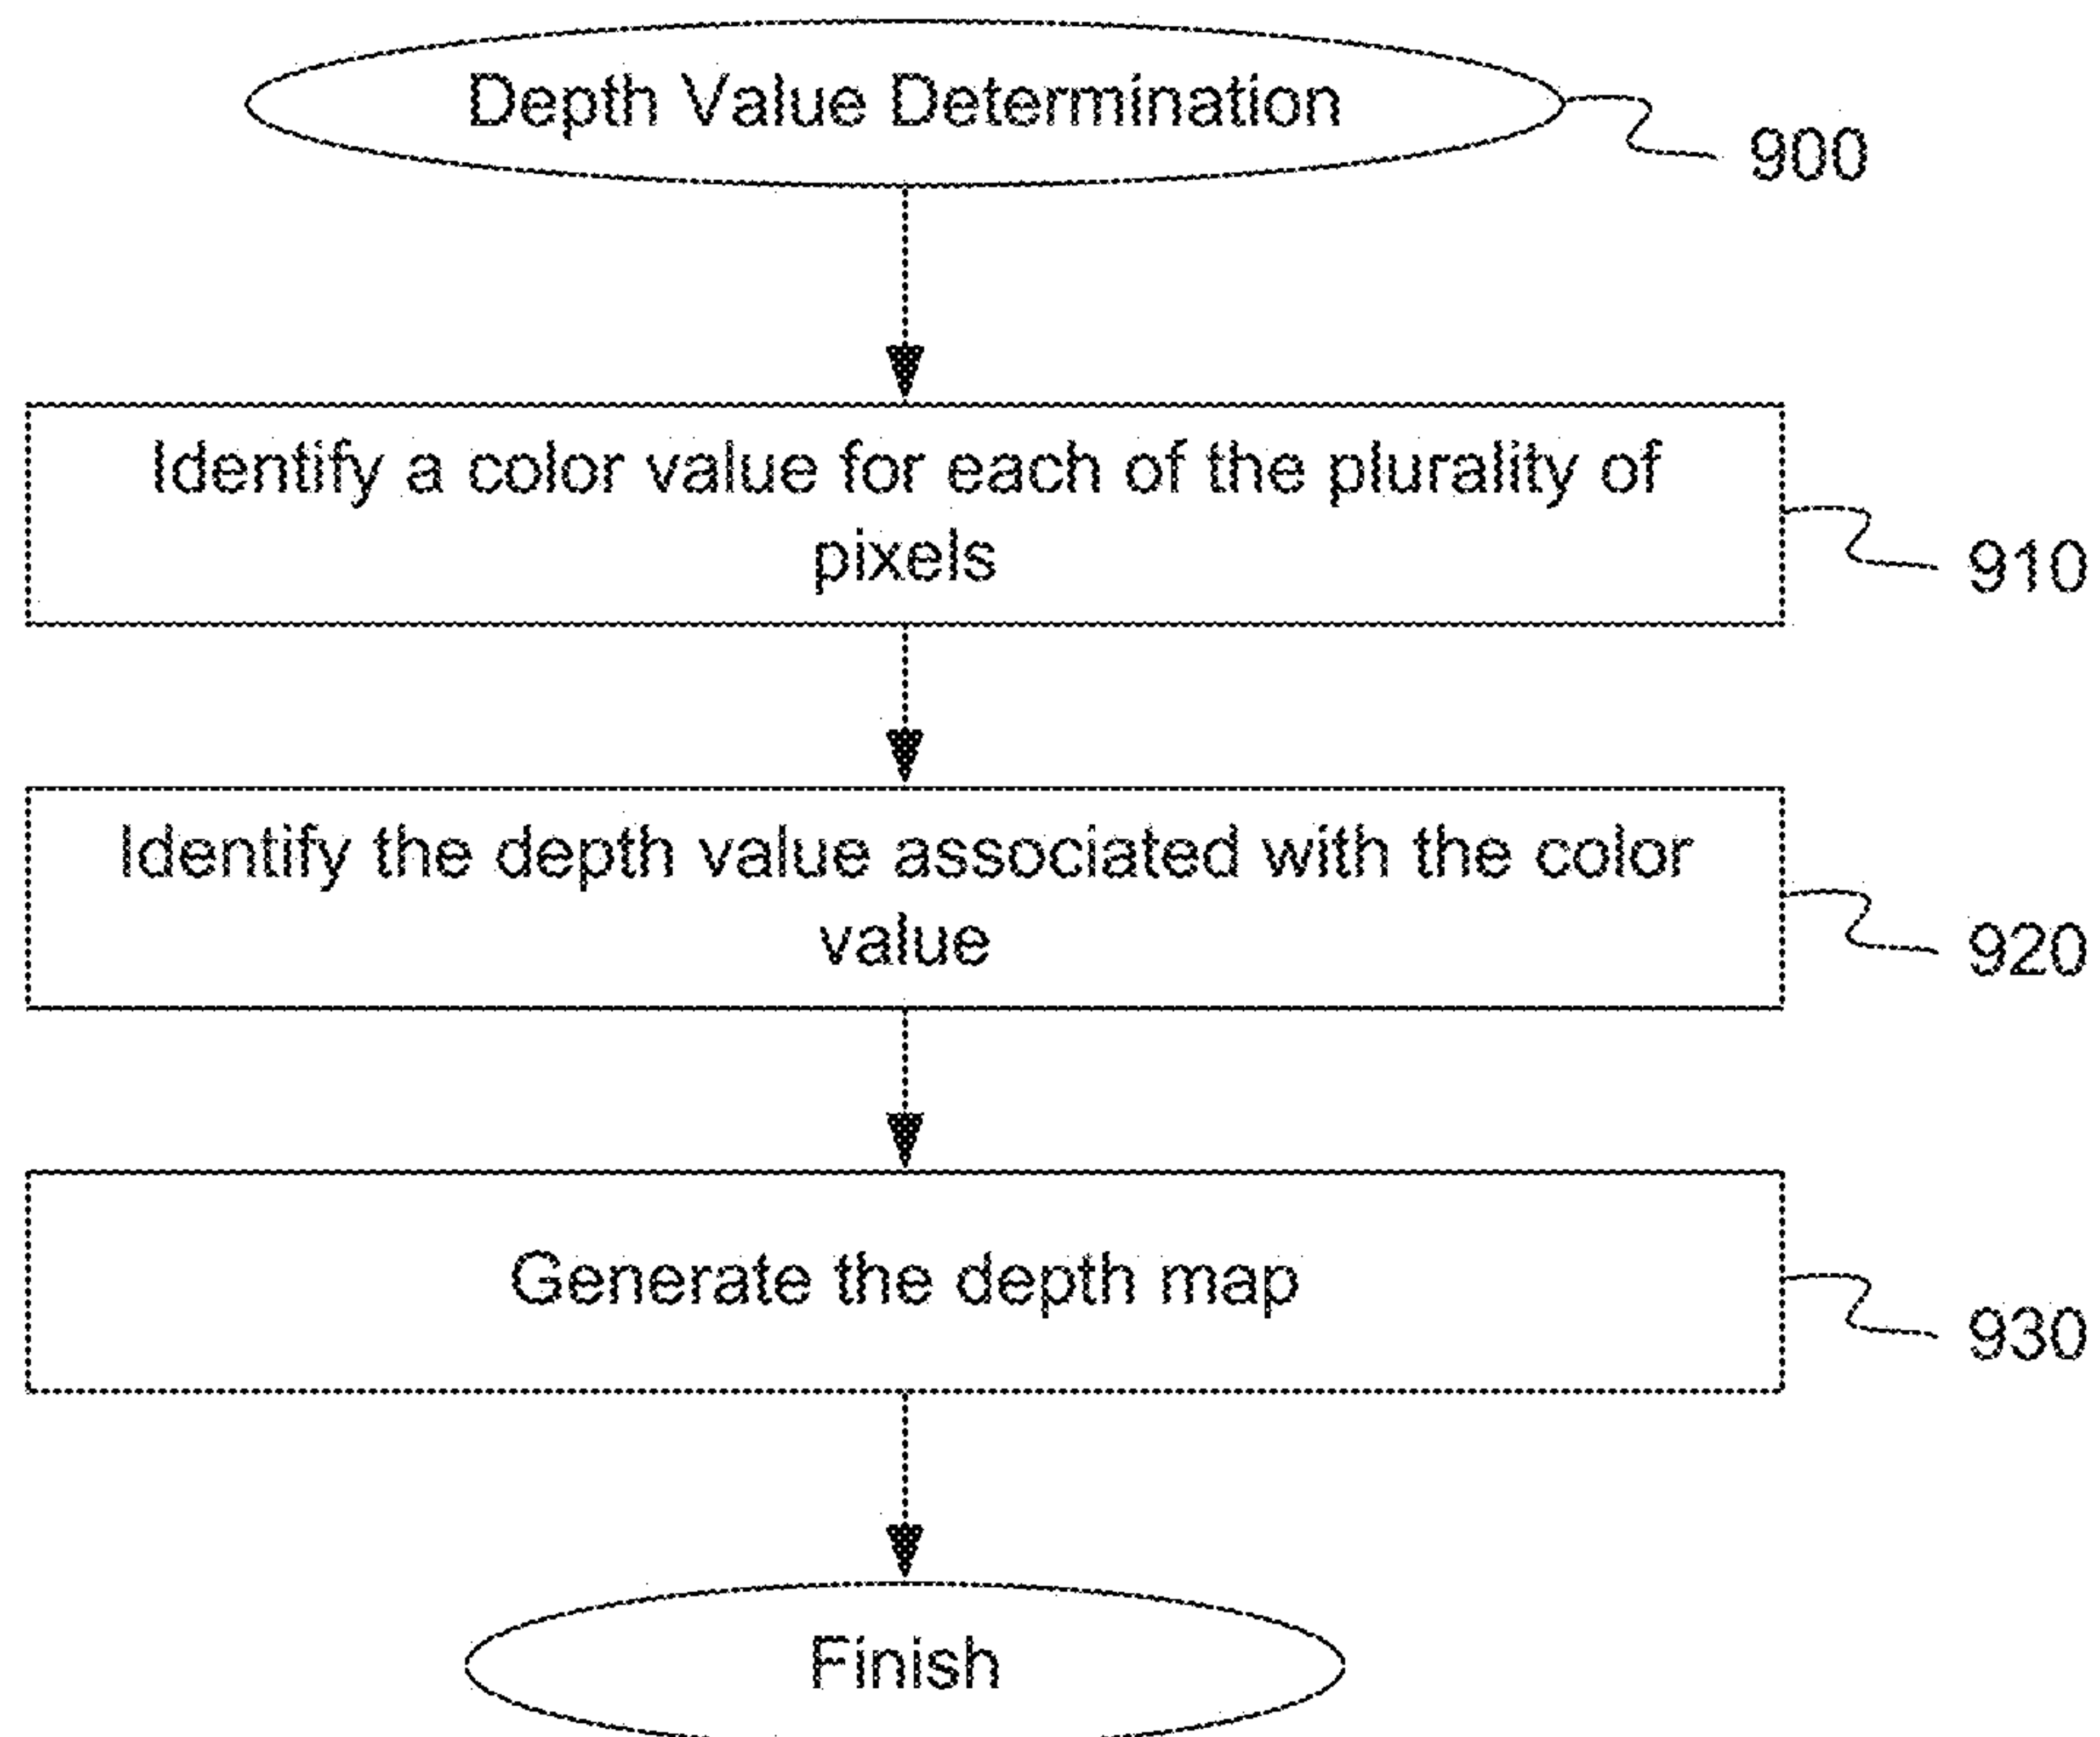 Depth Value Determination
900
Identify a color value for each of the plurality of
pixels
910
Identify the depth value associated with the color
value
920
Generate the depth map
930
Finish